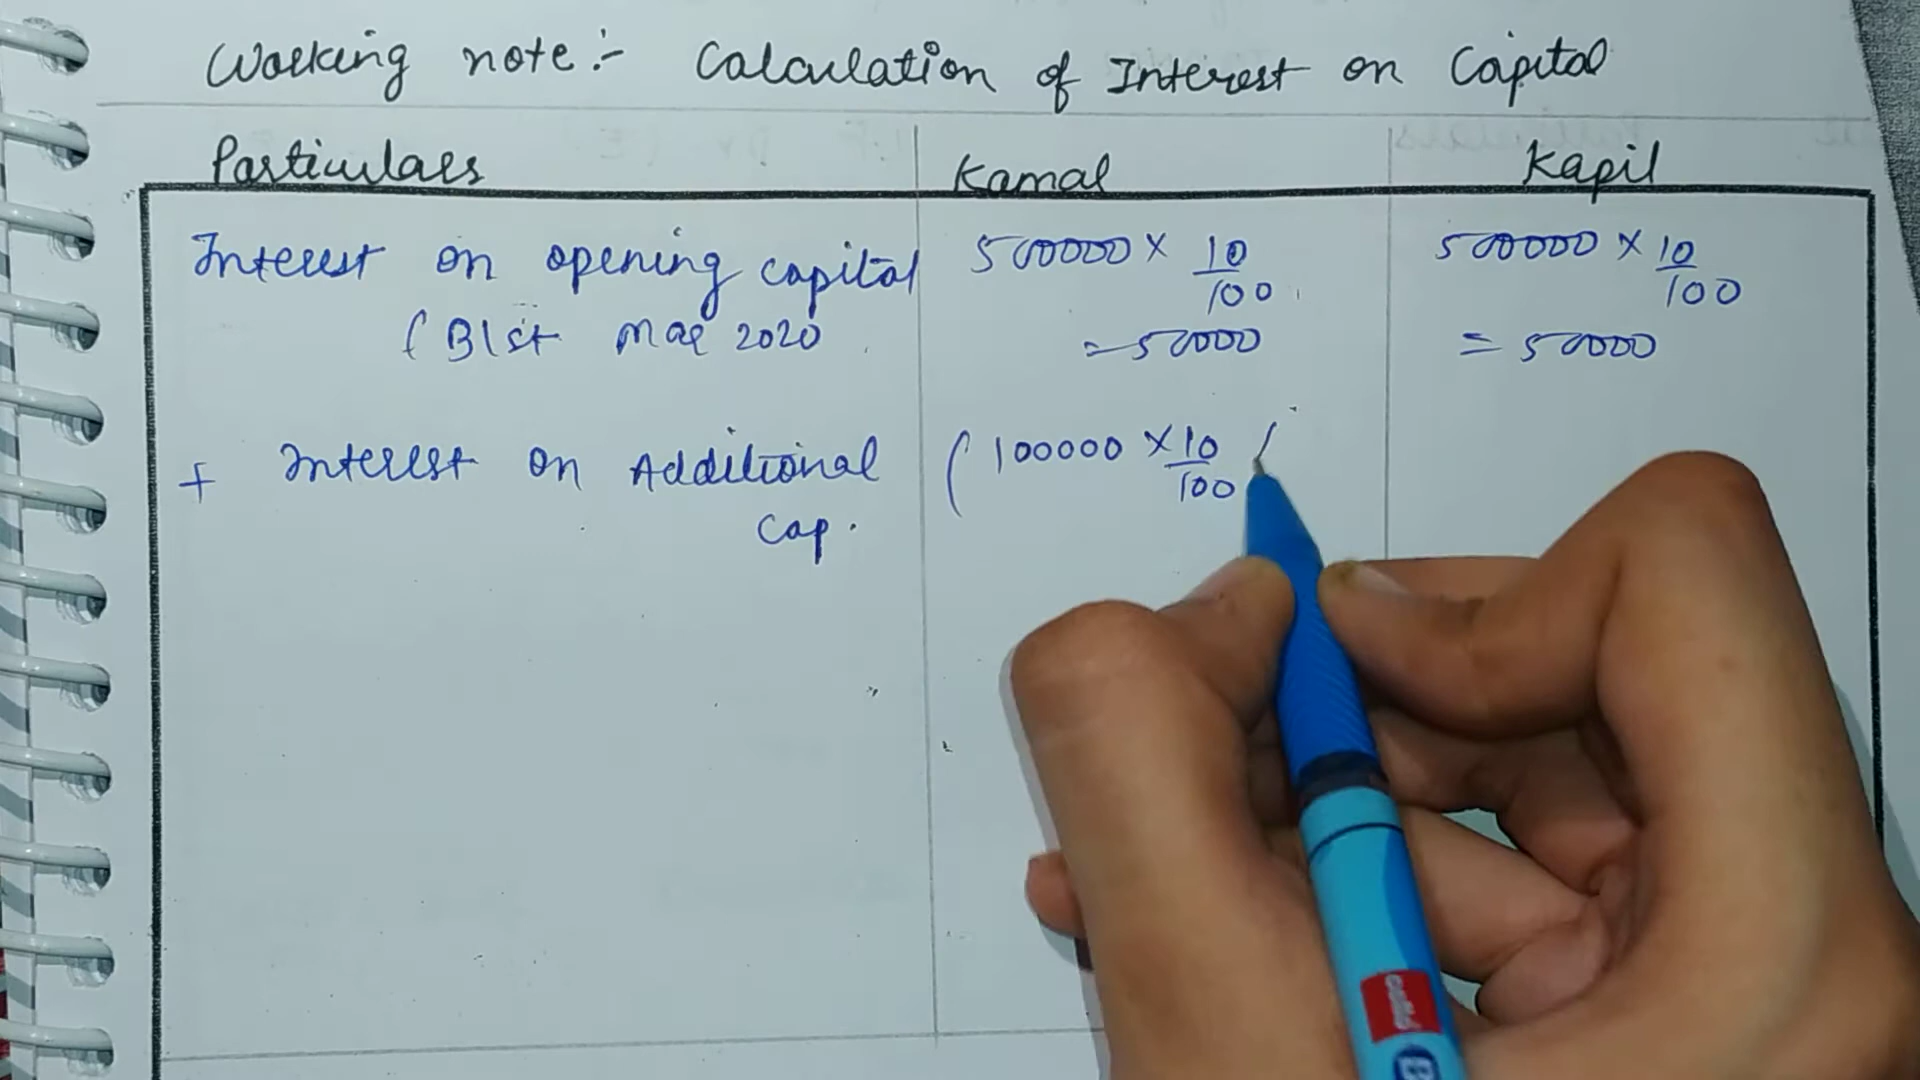 Working note :- Calculation of Interest on Capital
Particulars Kamal Kapil
Interest on opening capital 500000 × 10/100 500000 × 10/100
(31st Mar 2020 = 50000 = 50000
+ Interest on Additional (100000 × 10/100
Cap.
cello